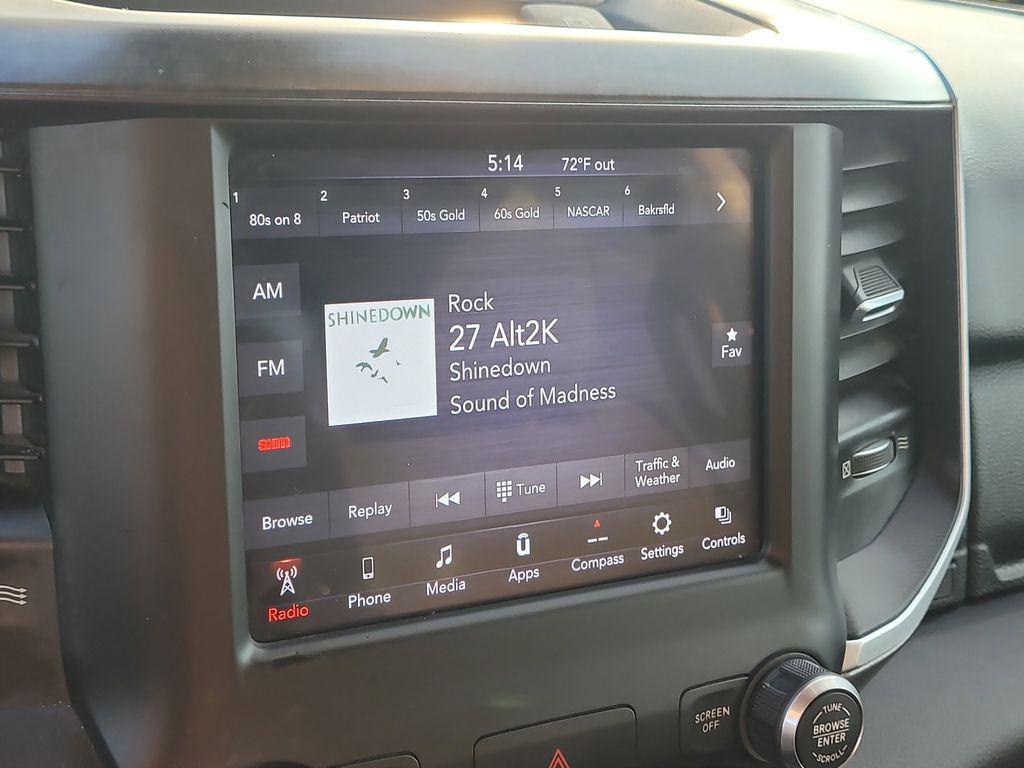 5:14 72°F out
1 2 3 4 5 6
80s on 8 Patriot 50s Gold 60s Gold NASCAR Bakrsfld
AM
FM
sxm
SHINEDOWN
Rock
27 Alt2K
Shinedown
Sound of Madness
Fav
Browse Replay Tune Traffic & Weather Audio
Radio Phone Media Apps Compass Settings Controls
SCREEN
OFF
TUNE
BROWSE
ENTER
SCROLL